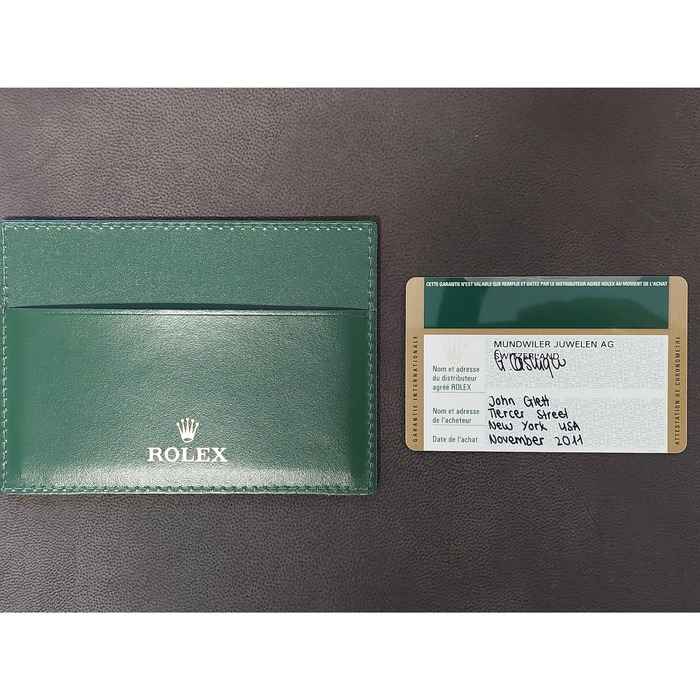 ROLEX
CETTE GARANTIE N'EST VALABLE QUE REMPLIE ET DATEE PAR LE DISTRIBUTEUR AGREE ROLEX AU MOMENT DE L'ACHAT
GARANTIE INTERNATIONALE
MUNDWILER JUWELEN AG
SWITZERLAND
Nom et adresse
du distributeur
agréé ROLEX
Nom et adresse
de l'acheteur
John Glett
Mercer Street
New York USA
Date de l'achat
November 2011
ATTESTATION DE CHRONOMETRE